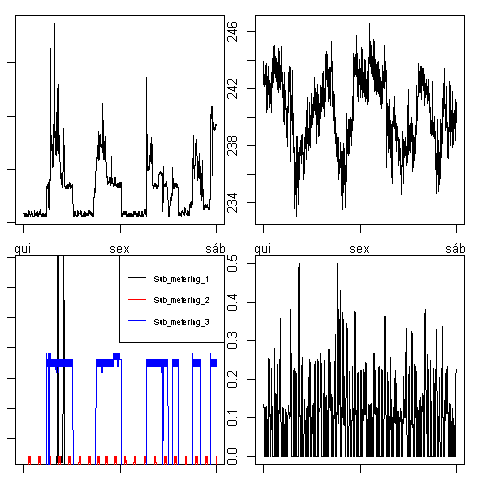 246
242
238
234
qui sex sáb qui sex sáb
Sub_metering_1
Sub_metering_2
Sub_metering_3
0.5
0.4
0.3
0.2
0.1
0.0